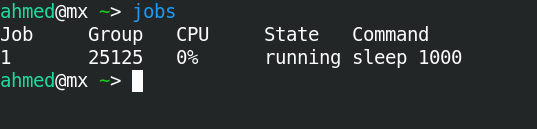 ahmed@mx ~> jobs
Job Group CPU State Command
1 25125 0% running sleep 1000
ahmed@mx ~>